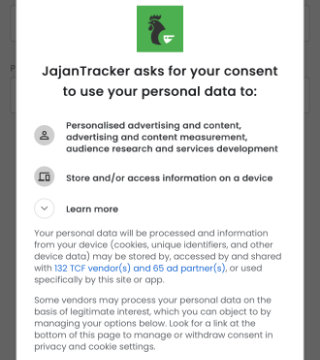 P
JajanTracker asks for your consent
to use your personal data to:
Personalised advertising and content,
advertising and content measurement,
audience research and services development
Store and/or access information on a device
Learn more
Your personal data will be processed and information
from your device (cookies, unique identifiers, and other
device data) may be stored by, accessed by and shared
with 132 TCF vendor(s) and 65 ad partner(s), or used
specifically by this site or app.
Some vendors may process your personal data on the
basis of legitimate interest, which you can object to by
managing your options below. Look for a link at the
bottom of this page to manage or withdraw consent in
privacy and cookie settings.